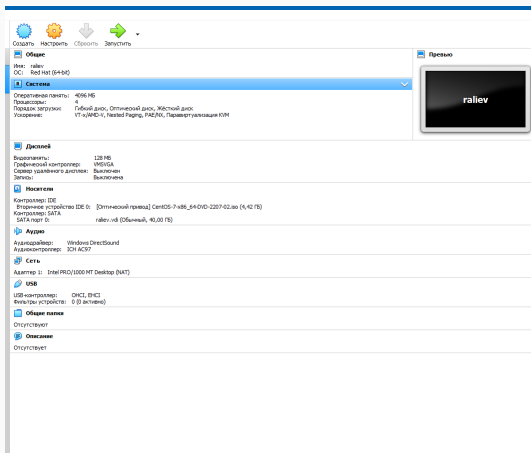 Создать Настроить Сбросить Запустить
Общие
Имя: raliev
ОС: Red Hat (64-bit)
Система
Оперативная память: 4096 МБ
Процессоры: 4
Порядок загрузки: Гибкий диск, Оптический диск, Жёсткий диск
Ускорение: VT-x/AMD-V, Nested Paging, PAE/NX, Паравиртуализация KVM
Превью
raliev
Дисплей
Видеопамять: 128 МБ
Графический контроллер: VMSVGA
Сервер удалённого дисплея: Выключен
Запись: Выключена
Носители
Контроллер: IDE
Вторичное устройство IDE 0: [Оптический привод] CentOS-7-x86_64-DVD-2207-02.iso (4,42 ГБ)
Контроллер: SATA
SATA порт 0: raliev.vdi (Обычный, 40,00 ГБ)
Аудио
Аудиодрайвер: Windows DirectSound
Аудиоконтроллер: ICH AC97
Сеть
Адаптер 1: Intel PRO/1000 MT Desktop (NAT)
USB
USB-контроллер: OHCI, EHCI
Фильтры устройств: 0 (0 активно)
Общие папки
Отсутствуют
Описание
Отсутствует